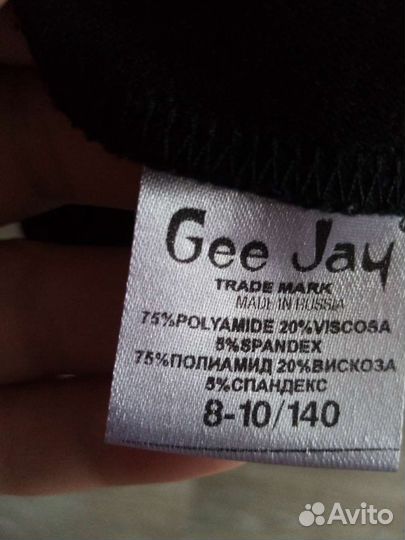 Gee Jay
TRADE MARK
MADE IN RUSSIA
75%POLYAMIDE 20%VISCOSA
5%SPANDEX
75%ПОЛИАМИД 20%ВИСКОЗА
5%СПАНДЕКС
8-10/140
Avito